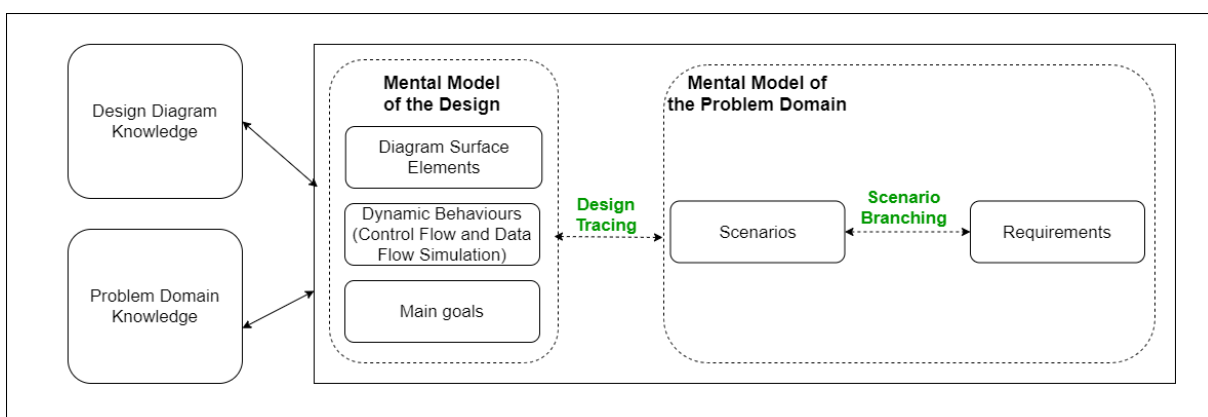 Design Diagram
Knowledge
Problem Domain
Knowledge
Mental Model
of the Design
Diagram Surface
Elements
Dynamic Behaviours
(Control Flow and Data
Flow Simulation)
Main goals
Design
Tracing
Mental Model of
the Problem Domain
Scenarios
Scenario
Branching
Requirements